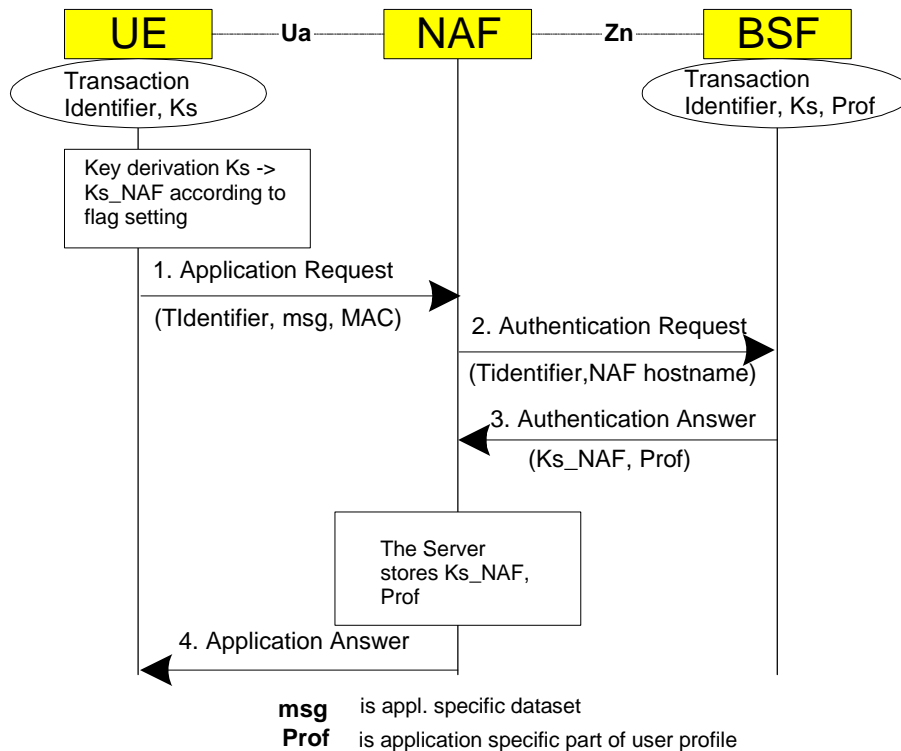 UE
Ua
NAF
Zn
BSF
Transaction
Identifier, Ks
Transaction
Identifier, Ks, Prof
Key derivation Ks ->
Ks_NAF according to
flag setting
1. Application Request
(TIdentifier, msg, MAC)
2. Authentication Request
(Tidentifier,NAF hostname)
3. Authentication Answer
(Ks_NAF, Prof)
The Server
stores Ks_NAF,
Prof
4. Application Answer
msg is appl. specific dataset
Prof is application specific part of user profile